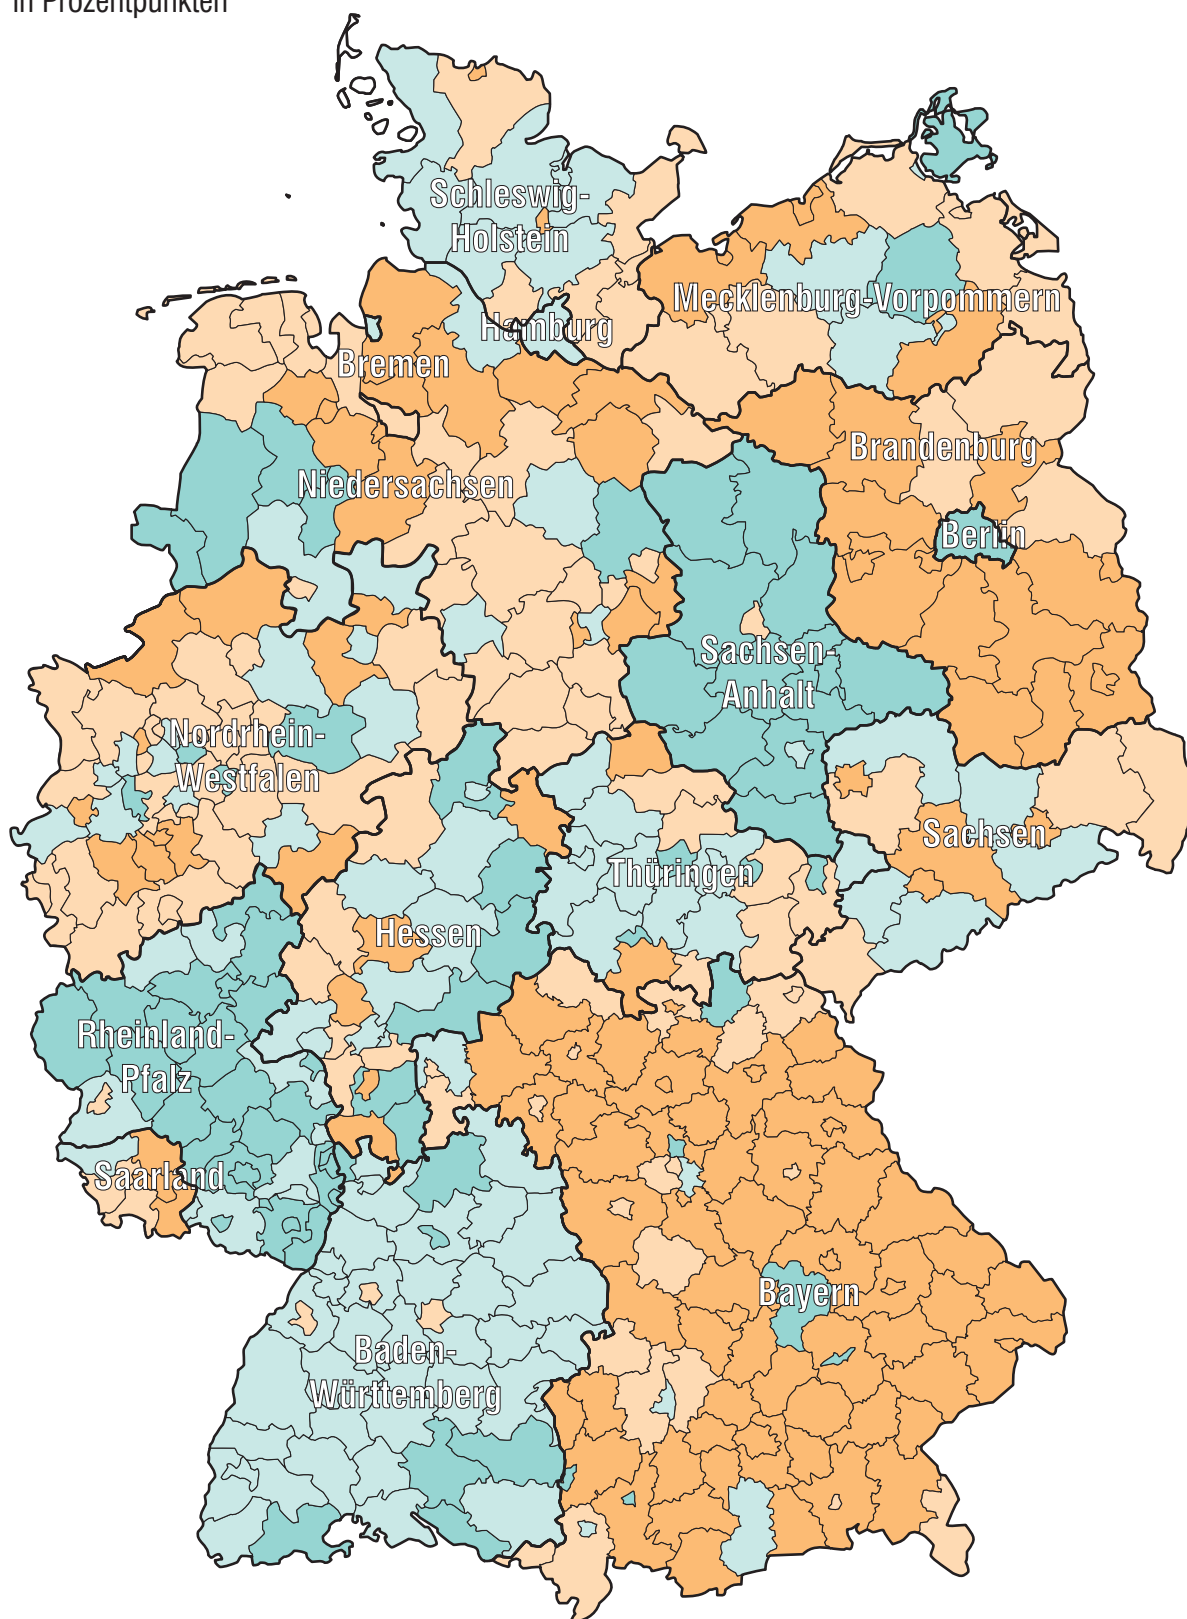 in Prozentpunkten
Schleswig-
Holstein
Mecklenburg-Vorpommern
Hamburg
Bremen
Brandenburg
Niedersachsen
Berlin
Sachsen-
Anhalt
Nordrhein-
Westfalen
Sachsen
Thüringen
Hessen
Rheinland-
Pfalz
Saarland
Bayern
Baden-
Württemberg